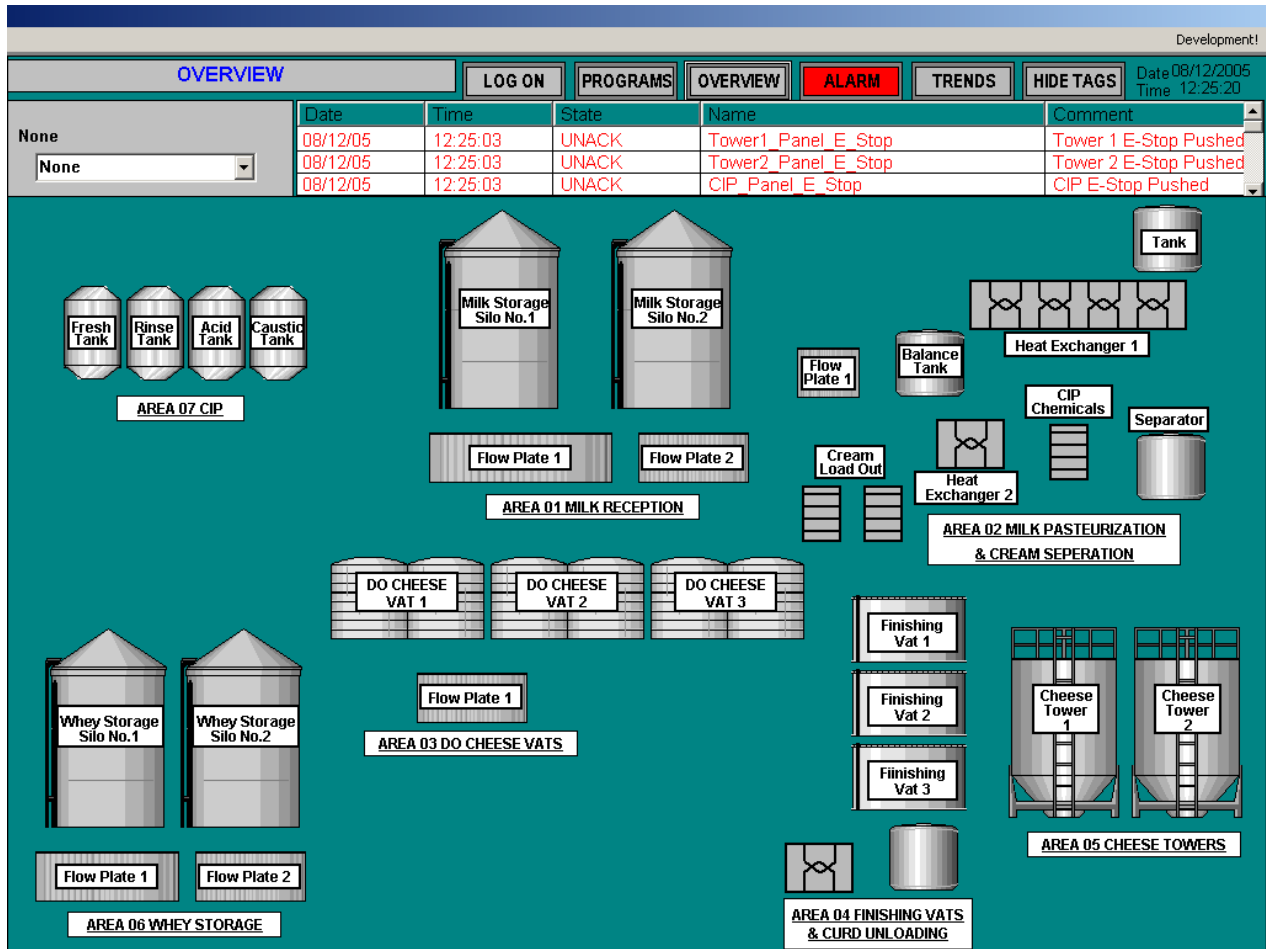 Development!
OVERVIEW
LOG ON
PROGRAMS
OVERVIEW
ALARM
TRENDS
HIDE TAGS
Date 08/12/2005
Time 12:25:20
None
None
Date Time State Name Comment
08/12/05 12:25:03 UNACK Tower1_Panel_E_Stop Tower 1 E-Stop Pushed
08/12/05 12:25:03 UNACK Tower2_Panel_E_Stop Tower 2 E-Stop Pushed
08/12/05 12:25:03 UNACK CIP_Panel_E_Stop CIP E-Stop Pushed
Fresh
Tank
Rinse
Tank
Acid
Tank
Caustic
Tank
AREA 07 CIP
Milk Storage
Silo No.1
Milk Storage
Silo No.2
Flow Plate 1
Flow Plate 2
AREA 01 MILK RECEPTION
Tank
Heat Exchanger 1
Balance
Tank
Flow
Plate 1
CIP
Chemicals
Separator
Cream
Load Out
Heat
Exchanger 2
AREA 02 MILK PASTEURIZATION
& CREAM SEPERATION
DO CHEESE
VAT 1
DO CHEESE
VAT 2
DO CHEESE
VAT 3
Flow Plate 1
AREA 03 DO CHEESE VATS
Finishing
Vat 1
Finishing
Vat 2
Fiinishing
Vat 3
AREA 04 FINISHING VATS
& CURD UNLOADING
Cheese
Tower
1
Cheese
Tower
2
AREA 05 CHEESE TOWERS
Whey Storage
Silo No.1
Whey Storage
Silo No.2
Flow Plate 1
Flow Plate 2
AREA 06 WHEY STORAGE